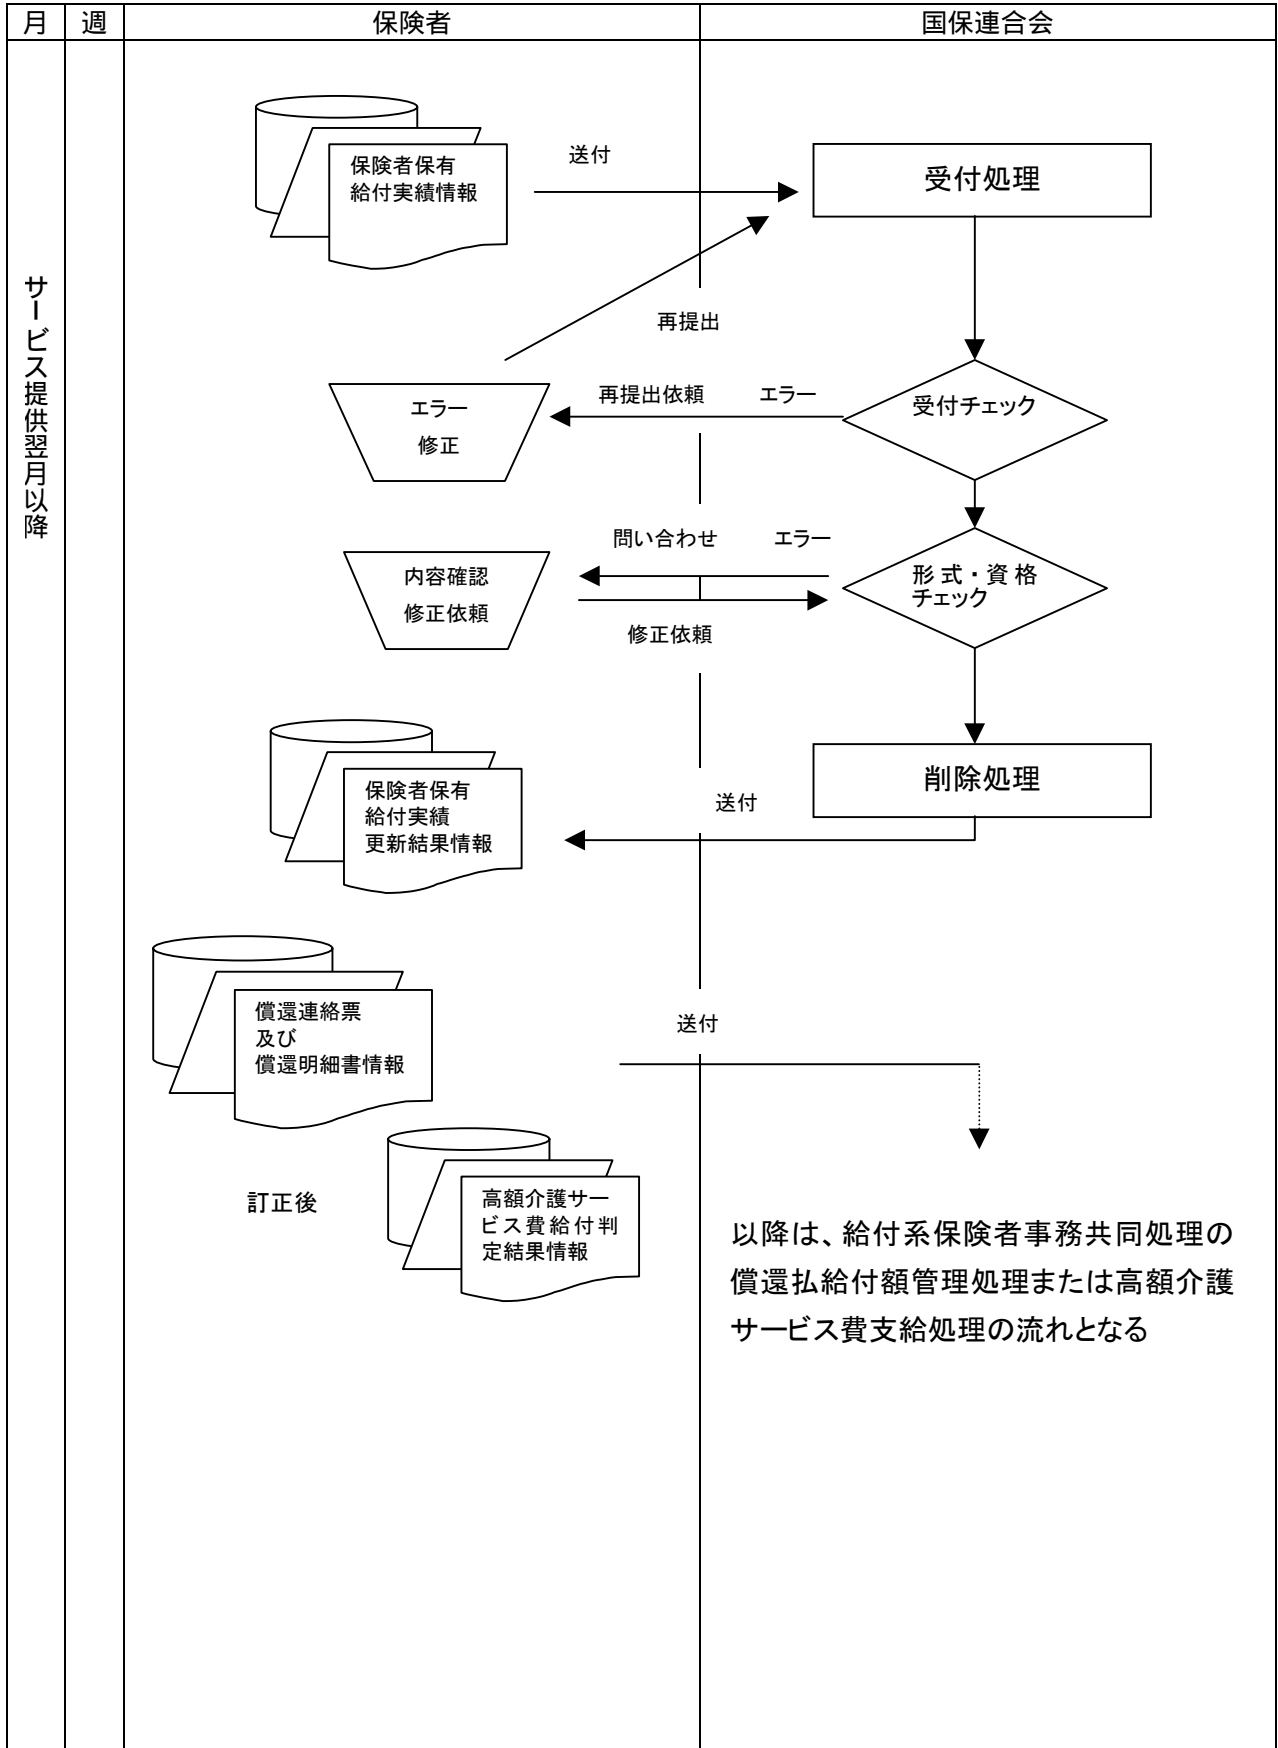 月
週
保険者
国保連合会
サービス提供翌月以降
保険者保有
給付実績情報
送付
受付処理
再提出
エラー
修正
再提出依頼
エラー
受付チェック
問い合わせ
エラー
内容確認
修正依頼
形式・資格
チェック
修正依頼
保険者保有
給付実績
更新結果情報
送付
削除処理
償還連絡票
及び
償還明細書情報
送付
訂正後
高額介護サー
ビス費給付判
定結果情報
以降は、給付系保険者事務共同処理の
償還払給付額管理処理または高額介護
サービス費支給処理の流れとなる